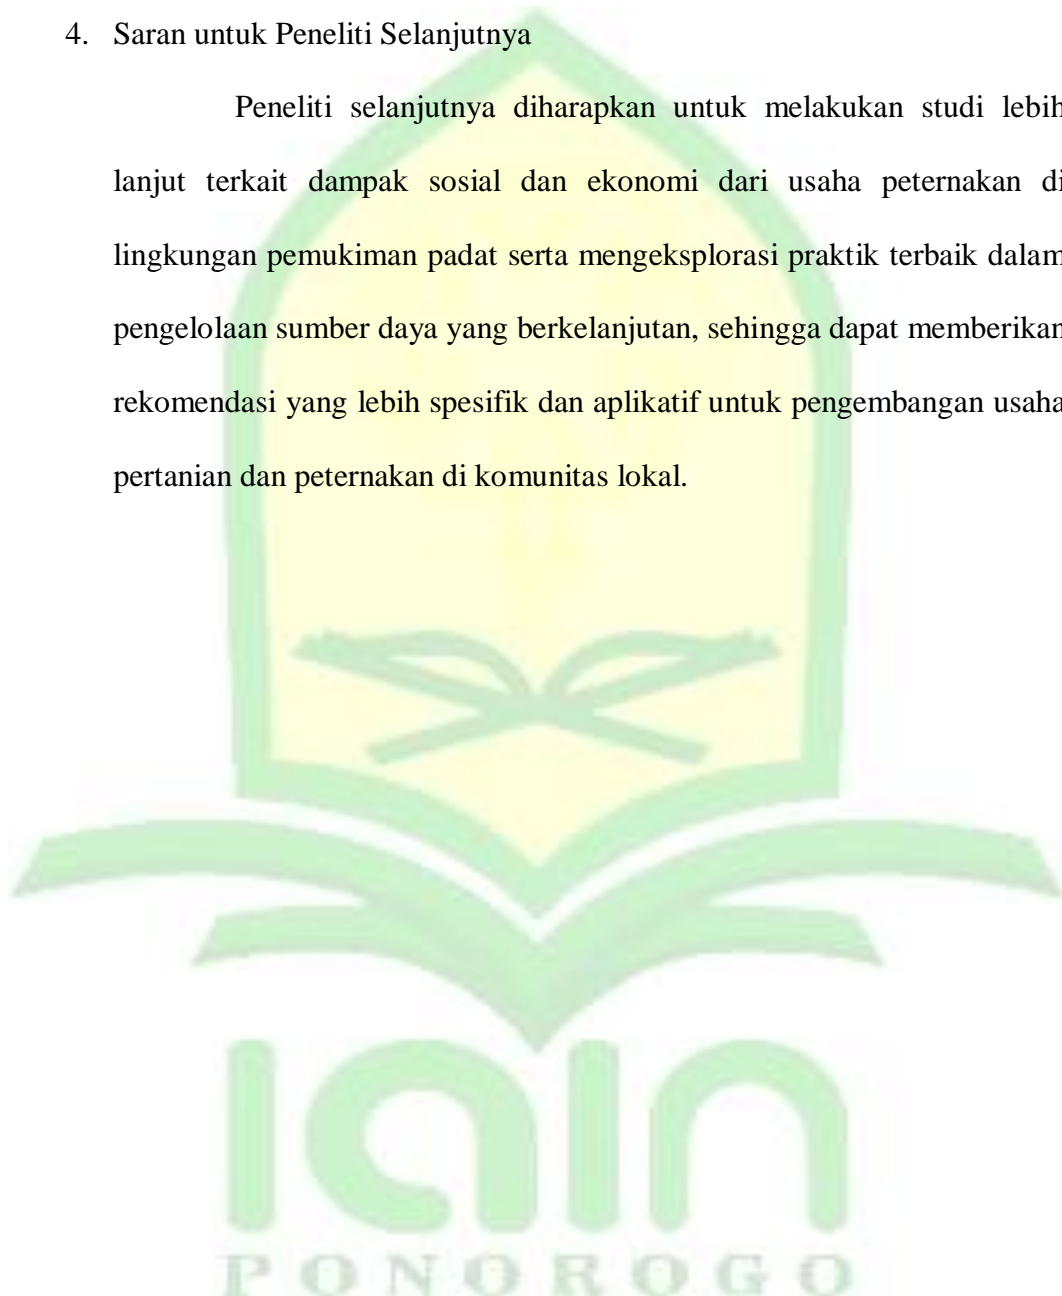 4. Saran untuk Peneliti Selanjutnya
Peneliti selanjutnya diharapkan untuk melakukan studi lebih
lanjut terkait dampak sosial dan ekonomi dari usaha peternakan di
lingkungan pemukiman padat serta mengeksplorasi praktik terbaik dalam
pengelolaan sumber daya yang berkelanjutan, sehingga dapat memberikan
rekomendasi yang lebih spesifik dan aplikatif untuk pengembangan usaha
pertanian dan peternakan di komunitas lokal.
iain
PONOROGO